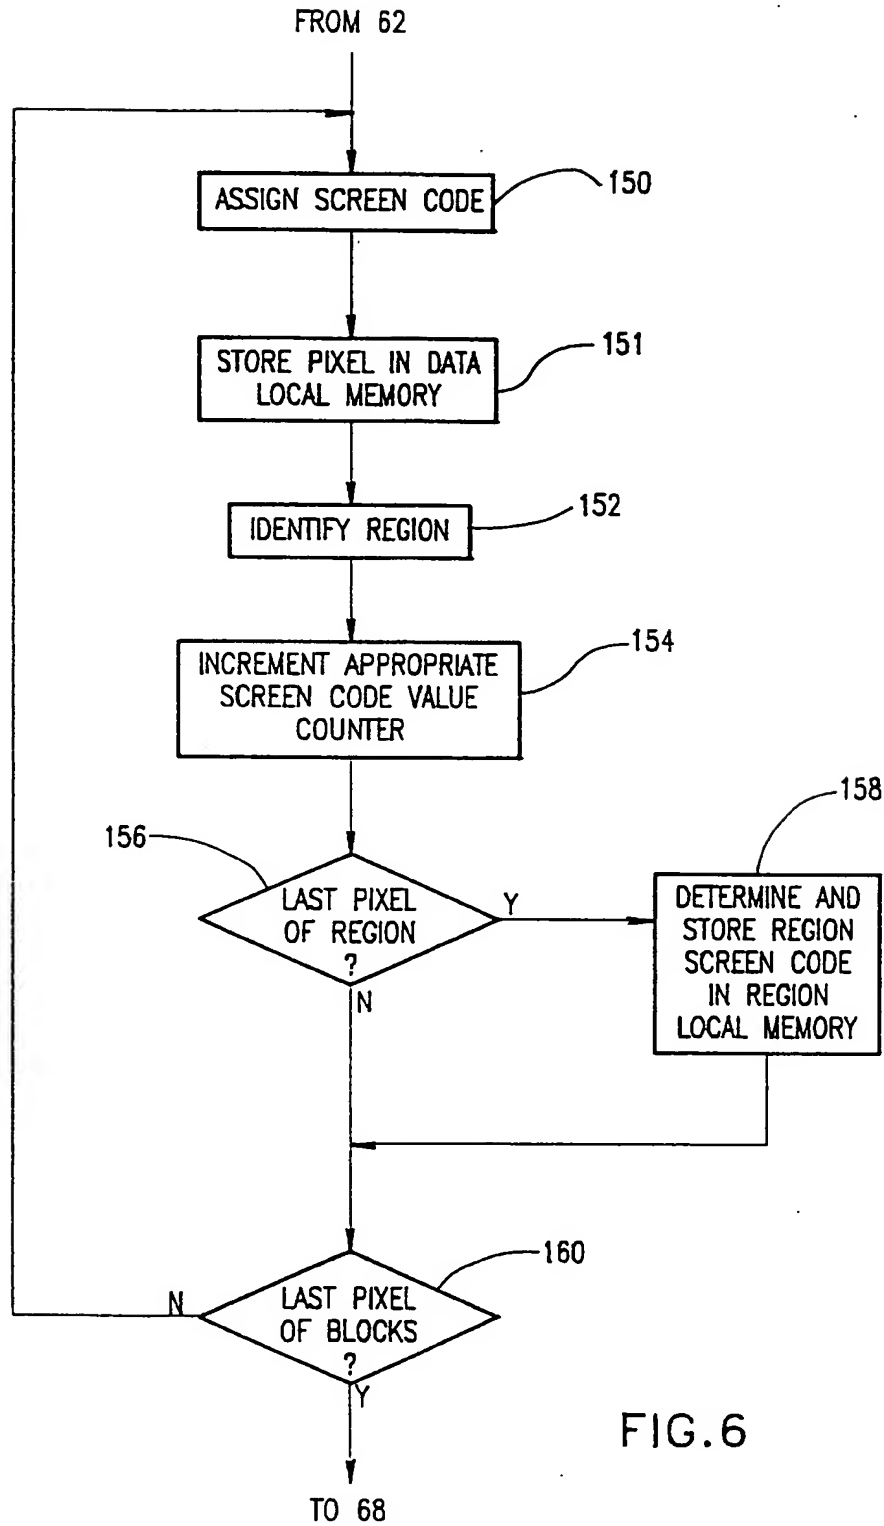 FROM 62
ASSIGN SCREEN CODE
150
STORE PIXEL IN DATA
LOCAL MEMORY
151
IDENTIFY REGION
152
INCREMENT APPROPRIATE
SCREEN CODE VALUE
COUNTER
154
156
LAST PIXEL
OF REGION
?
Y
N
158
DETERMINE AND
STORE REGION
SCREEN CODE
IN REGION
LOCAL MEMORY
160
LAST PIXEL
OF BLOCKS
?
N
Y
FIG.6
TO 68